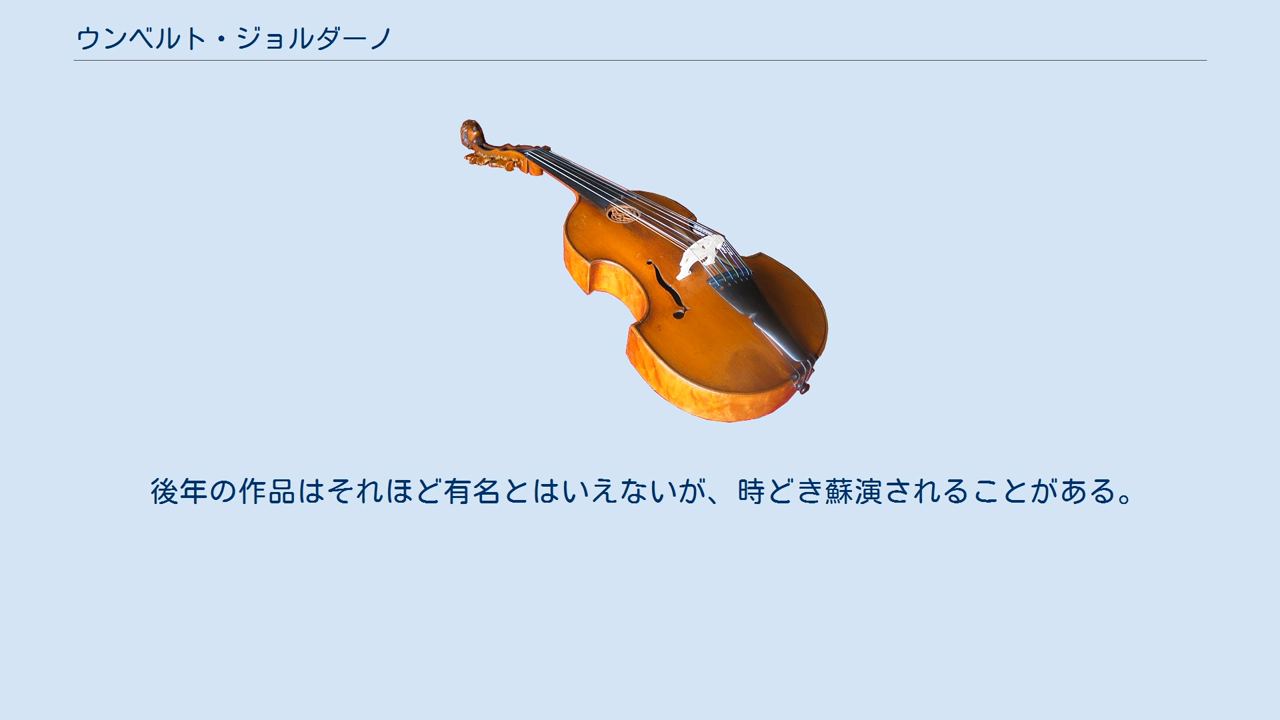 ウンベルト・ジョルダーノ
後年の作品はそれほど有名とはいえないが、時どき蘇演されることがある。